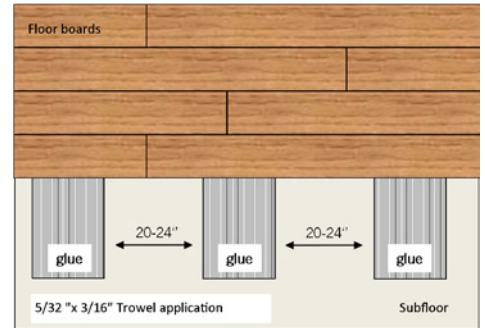 Floor boards
20-24"
20-24"
glue
glue
glue
5/32 "x 3/16" Trowel application
Subfloor